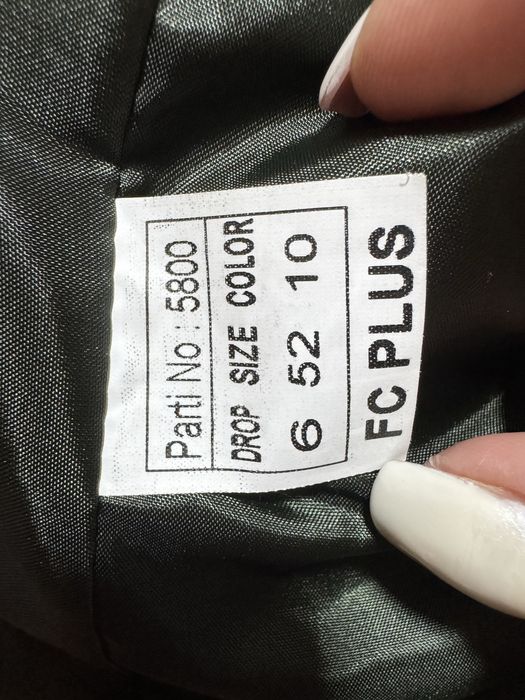 Parti No : 5800
DROP SIZE COLOR
6 52 10
FC PLUS